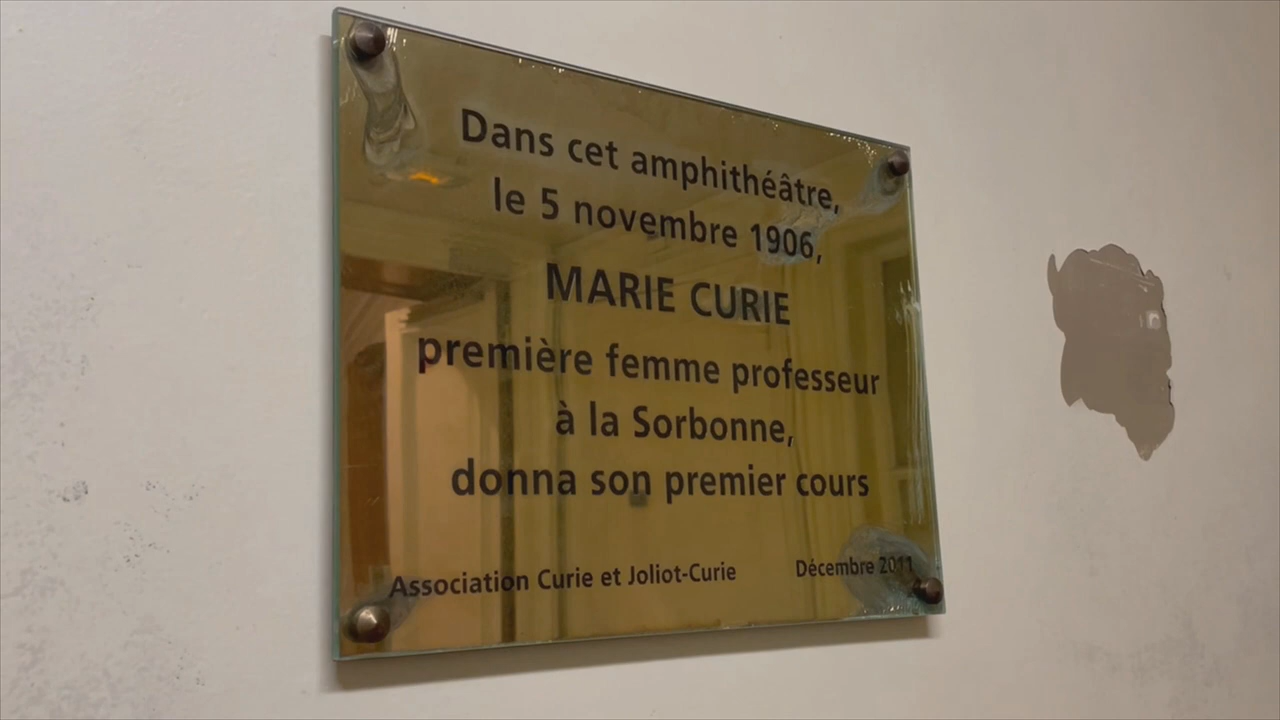 Dans cet amphithéâtre,
le 5 novembre 1906,
MARIE CURIE
première femme professeur
à la Sorbonne,
donna son premier cours
Association Curie et Joliot-Curie Décembre 2011